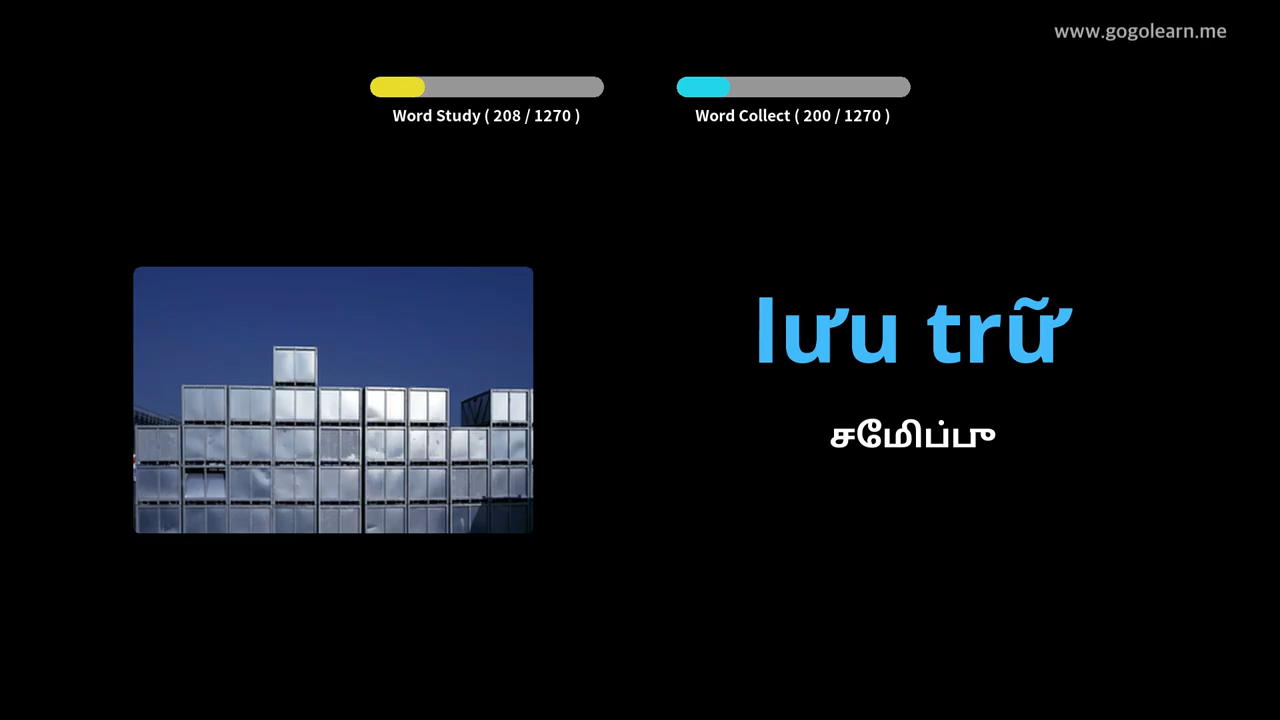 www.gogolearn.me
Word Study ( 208 / 1270 )
Word Collect ( 200 / 1270 )
lưu trữ
சமேிப்பு